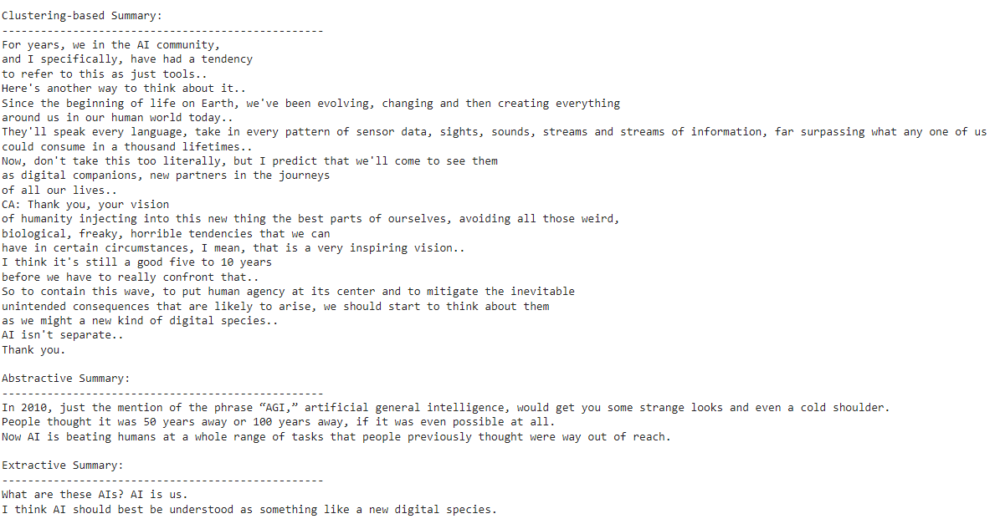 Clustering-based Summary:
--------------------------------------------------
For years, we in the AI community,
and I specifically, have had a tendency
to refer to this as just tools..
Here's another way to think about it..
Since the beginning of life on Earth, we've been evolving, changing and then creating everything
around us in our human world today..
They'll speak every language, take in every pattern of sensor data, sights, sounds, streams and streams of information, far surpassing what any one of us
could consume in a thousand lifetimes..
Now, don't take this too literally, but I predict that we'll come to see them
as digital companions, new partners in the journeys
of all our lives..
CA: Thank you, your vision
of humanity injecting into this new thing the best parts of ourselves, avoiding all those weird,
biological, freaky, horrible tendencies that we can
have in certain circumstances, I mean, that is a very inspiring vision..
I think it's still a good five to 10 years
before we have to really confront that..
So to contain this wave, to put human agency at its center and to mitigate the inevitable
unintended consequences that are likely to arise, we should start to think about them
as we might a new kind of digital species..
AI isn't separate..
Thank you.
Abstractive Summary:
--------------------------------------------------
In 2010, just the mention of the phrase “AGI,” artificial general intelligence, would get you some strange looks and even a cold shoulder.
People thought it was 50 years away or 100 years away, if it was even possible at all.
Now AI is beating humans at a whole range of tasks that people previously thought were way out of reach.
Extractive Summary:
--------------------------------------------------
What are these AIs? AI is us.
I think AI should best be understood as something like a new digital species.